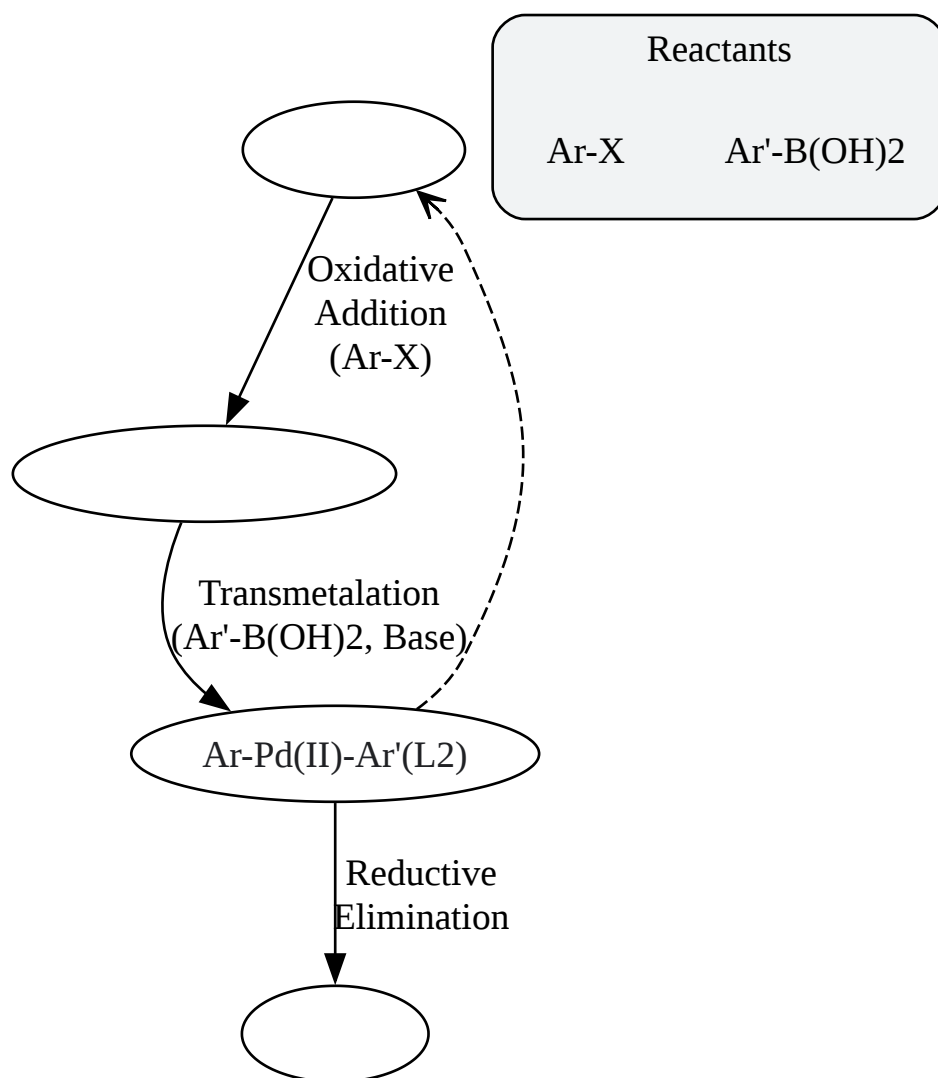 Reactants
Ar-X
Ar'-B(OH)2
Oxidative
Addition
(Ar-X)
Transmetalation
(Ar'-B(OH)2, Base)
Ar-Pd(II)-Ar'(L2)
Reductive
Elimination